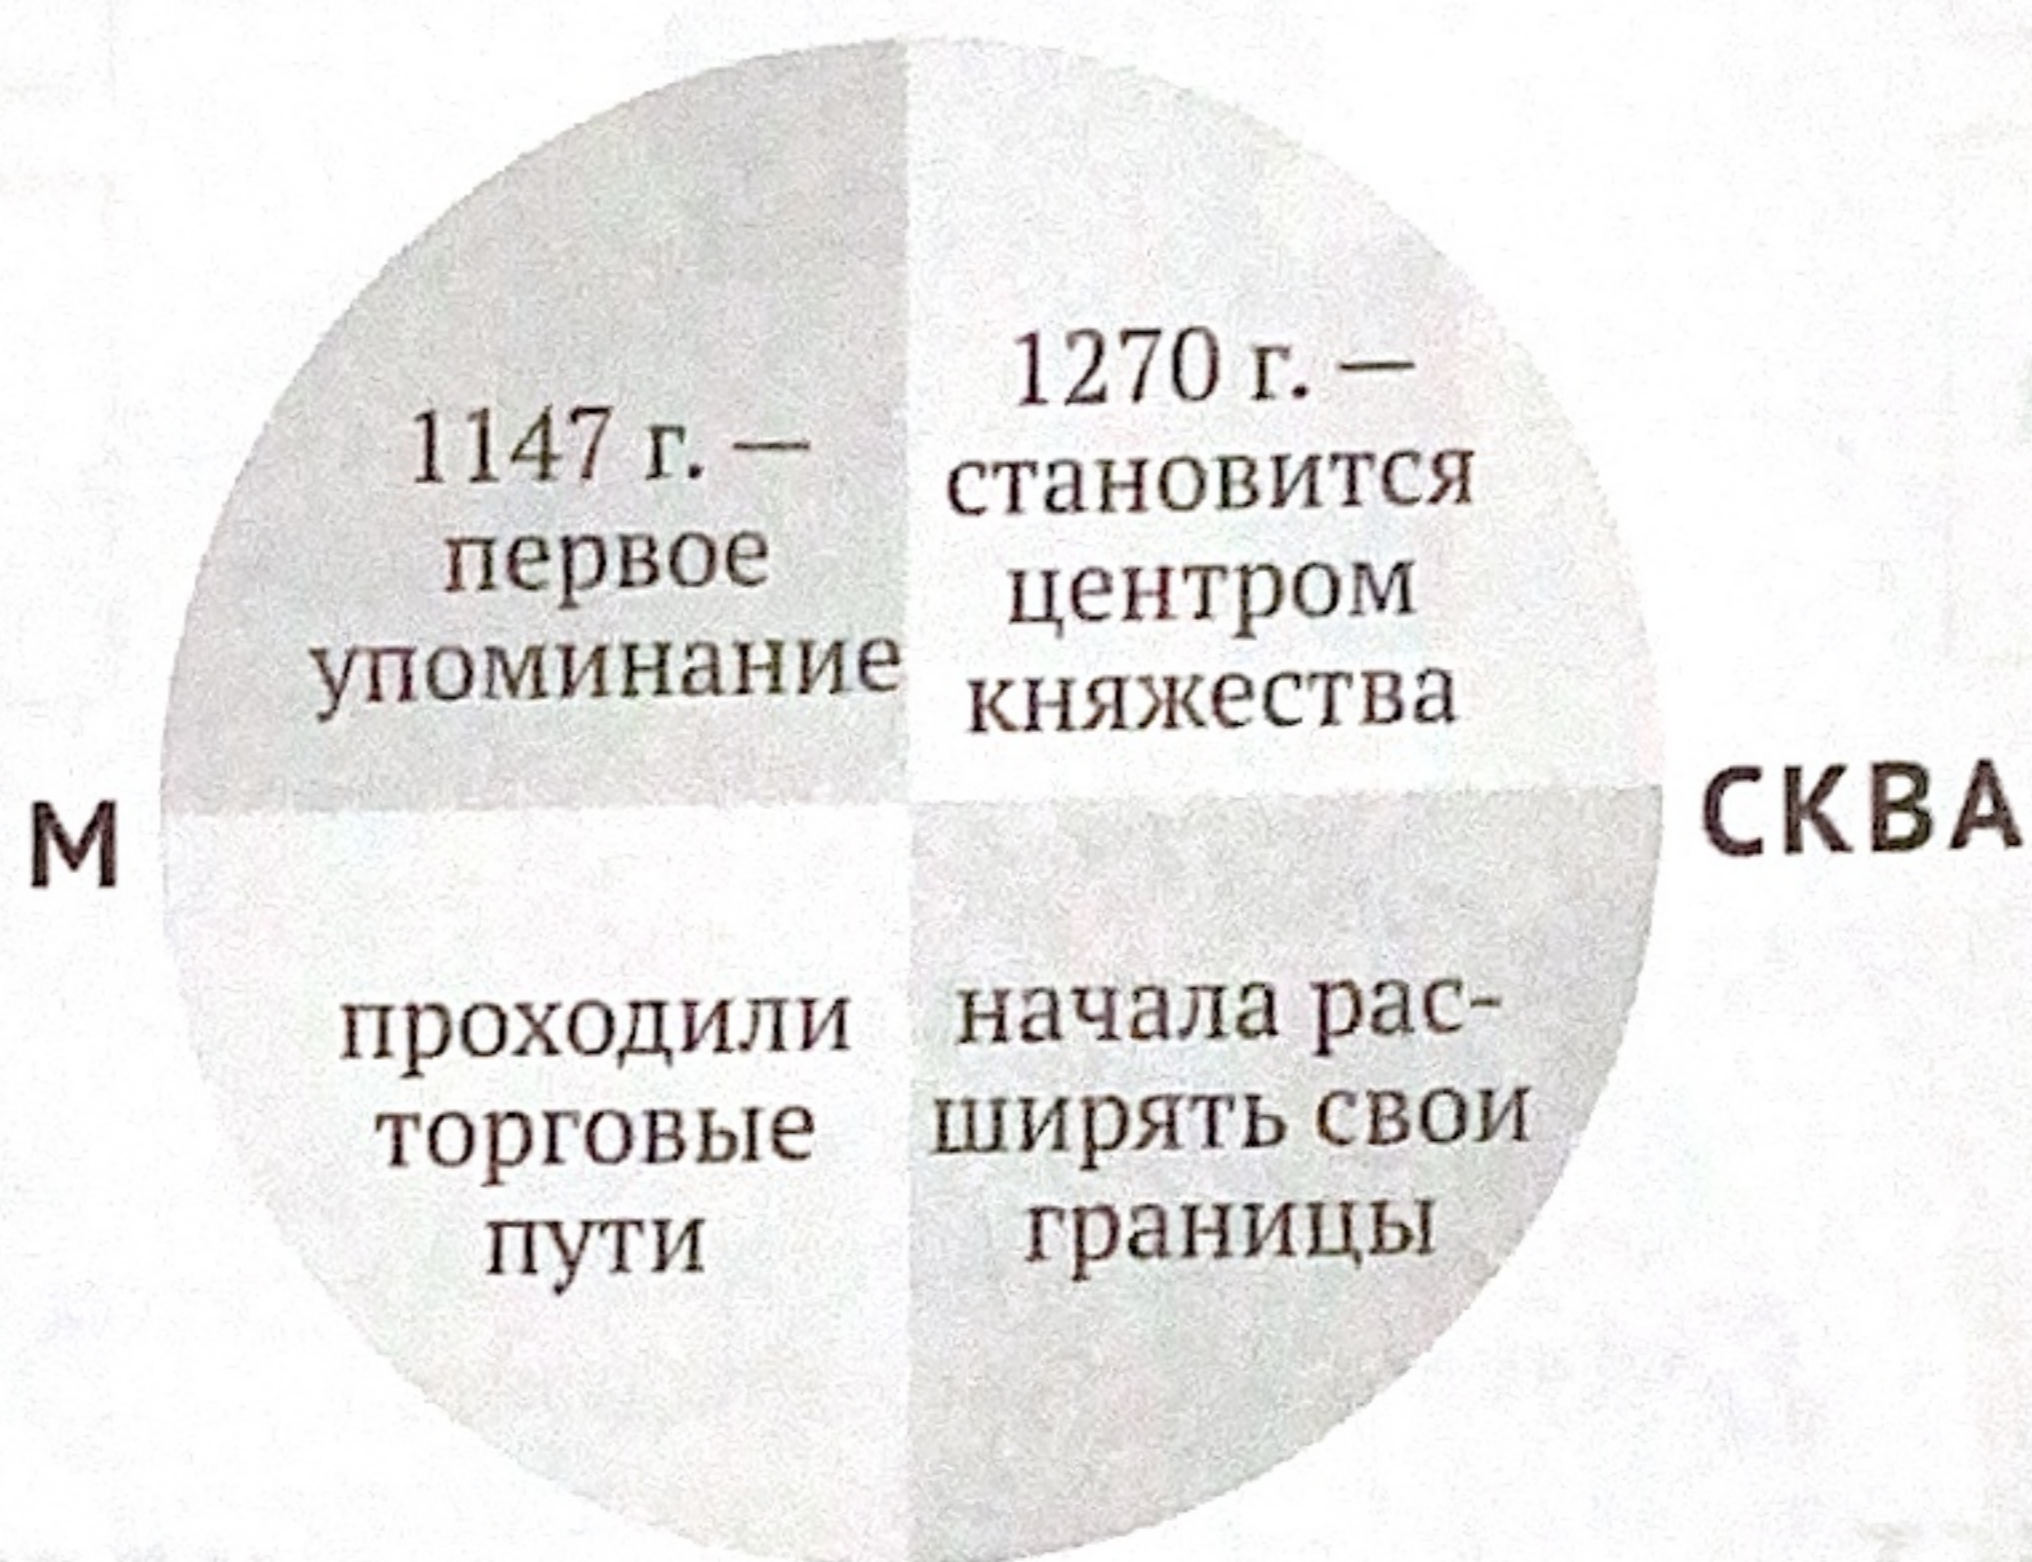 1147 г. —
первое
упоминание
1270 г. —
становится
центром
княжества
М
СКВА
проходили
торговые
пути
начала рас-
ширять свои
границы